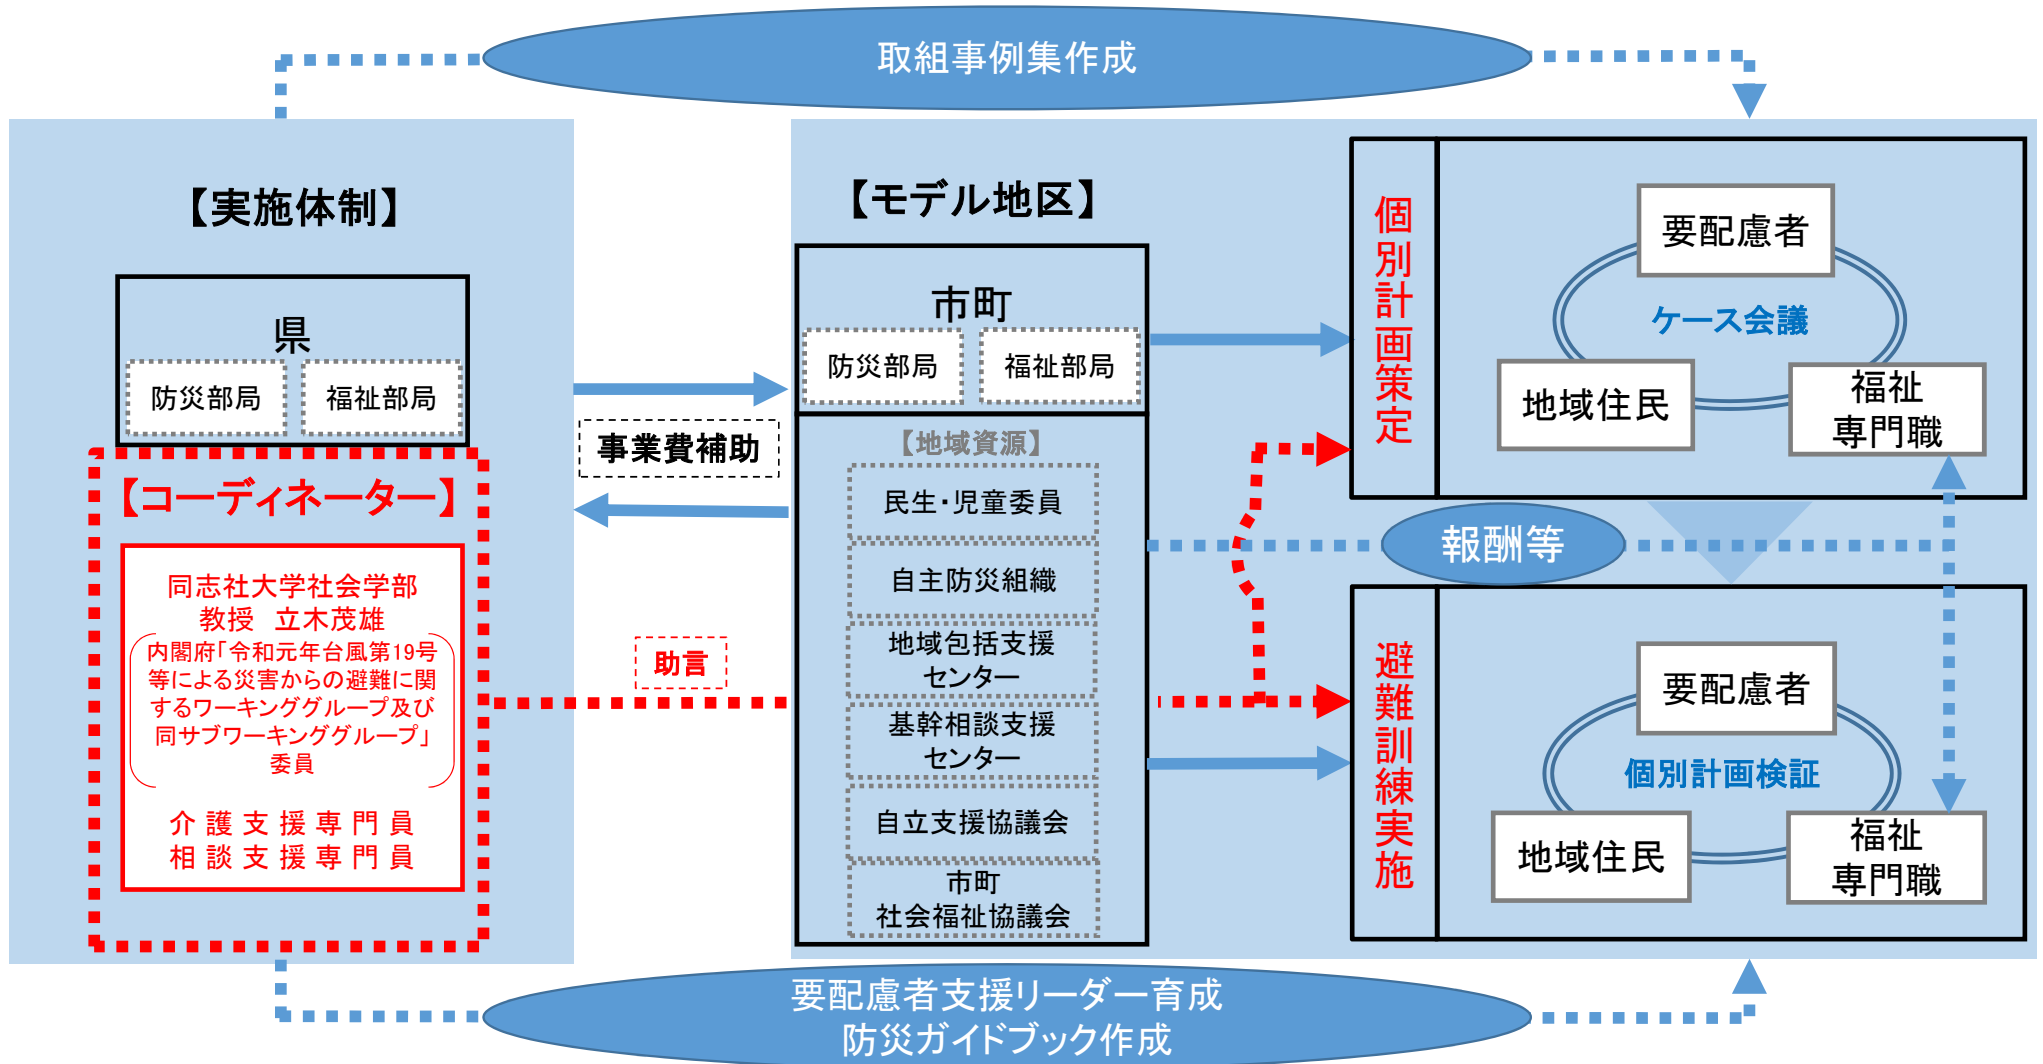 取組事例集作成
【実施体制】
県
防災部局
福祉部局
【コーディネーター】
同志社大学社会学部
教授　立木茂雄
内閣府「令和元年台風第19号
等による災害からの避難に関
するワーキンググループ及び
同サブワーキンググループ」
委員
介護支援専門員
相談支援専門員
事業費補助
助言
【モデル地区】
市町
防災部局
福祉部局
【地域資源】
民生・児童委員
自主防災組織
地域包括支援
センター
基幹相談支援
センター
自立支援協議会
市町
社会福祉協議会
個別計画策定
要配慮者
ケース会議
地域住民
福祉
専門職
報酬等
避難訓練実施
要配慮者
個別計画検証
地域住民
福祉
専門職
要配慮者支援リーダー育成
防災ガイドブック作成